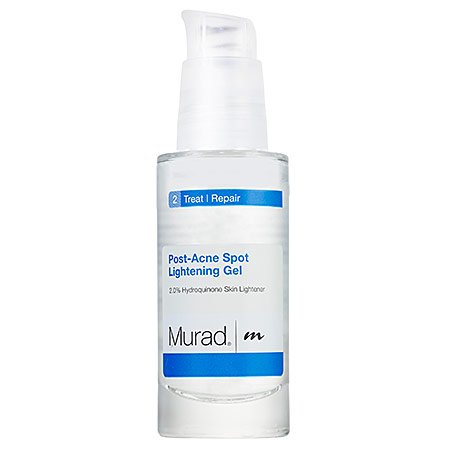 2 Treat | Repair
Post-Acne Spot
Lightening Gel
2.0% Hydroquinone Skin Lightener
Murad® m